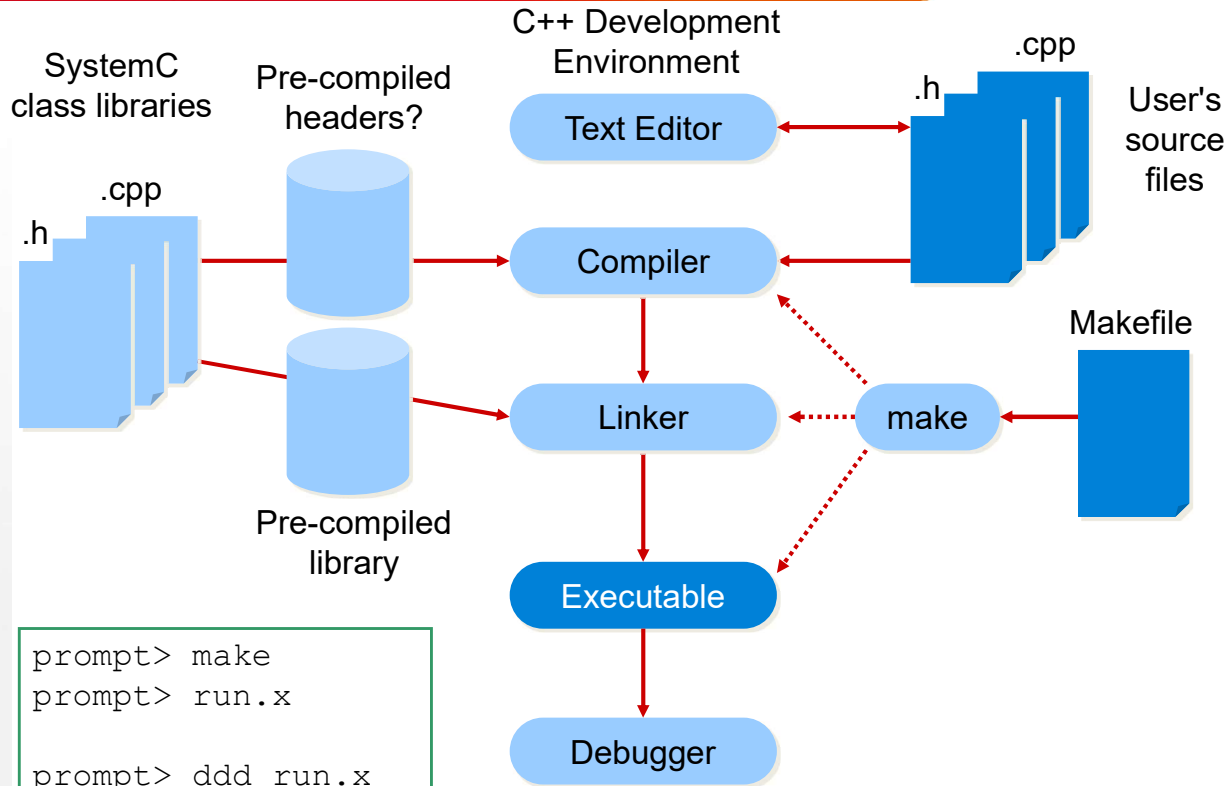 C++ Development
Environment
SystemC
class libraries
Pre-compiled
headers?
.cpp
.h
Text Editor
.h
.cpp
User's
source
files
Compiler
Makefile
Linker
make
Pre-compiled
library
Executable
Debugger
prompt> make
prompt> run.x
prompt> ddd run.x